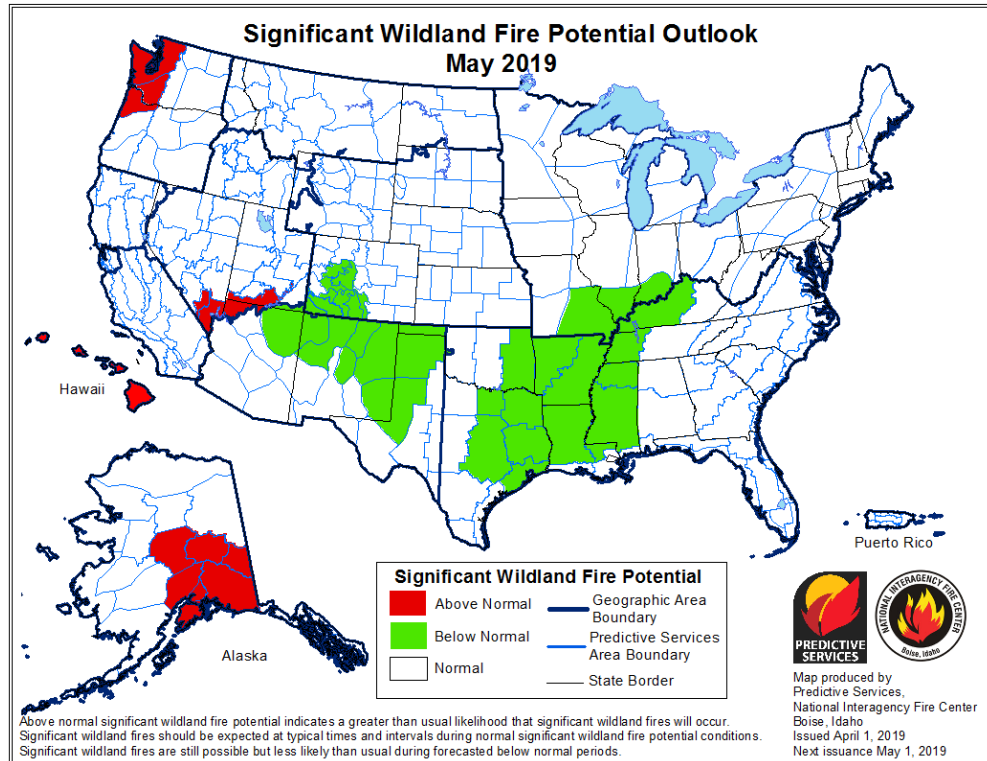 Significant Wildland Fire Potential Outlook
May 2019
Hawaii
Alaska
Puerto Rico
Significant Wildland Fire Potential
Above Normal
Below Normal
Normal
Geographic Area
Boundary
Predictive Services
Area Boundary
State Border
PREDICTIVE
SERVICES
NATIONAL INTERAGENCY FIRE CENTER
Boise, Idaho
Map produced by
Predictive Services,
National Interagency Fire Center
Boise, Idaho
Issued April 1, 2019
Next issuance May 1, 2019
Above normal significant wildland fire potential indicates a greater than usual likelihood that significant wildland fires will occur.
Significant wildland fires should be expected at typical times and intervals during normal significant wildland fire potential conditions.
Significant wildland fires are still possible but less likely than usual during forecasted below normal periods.